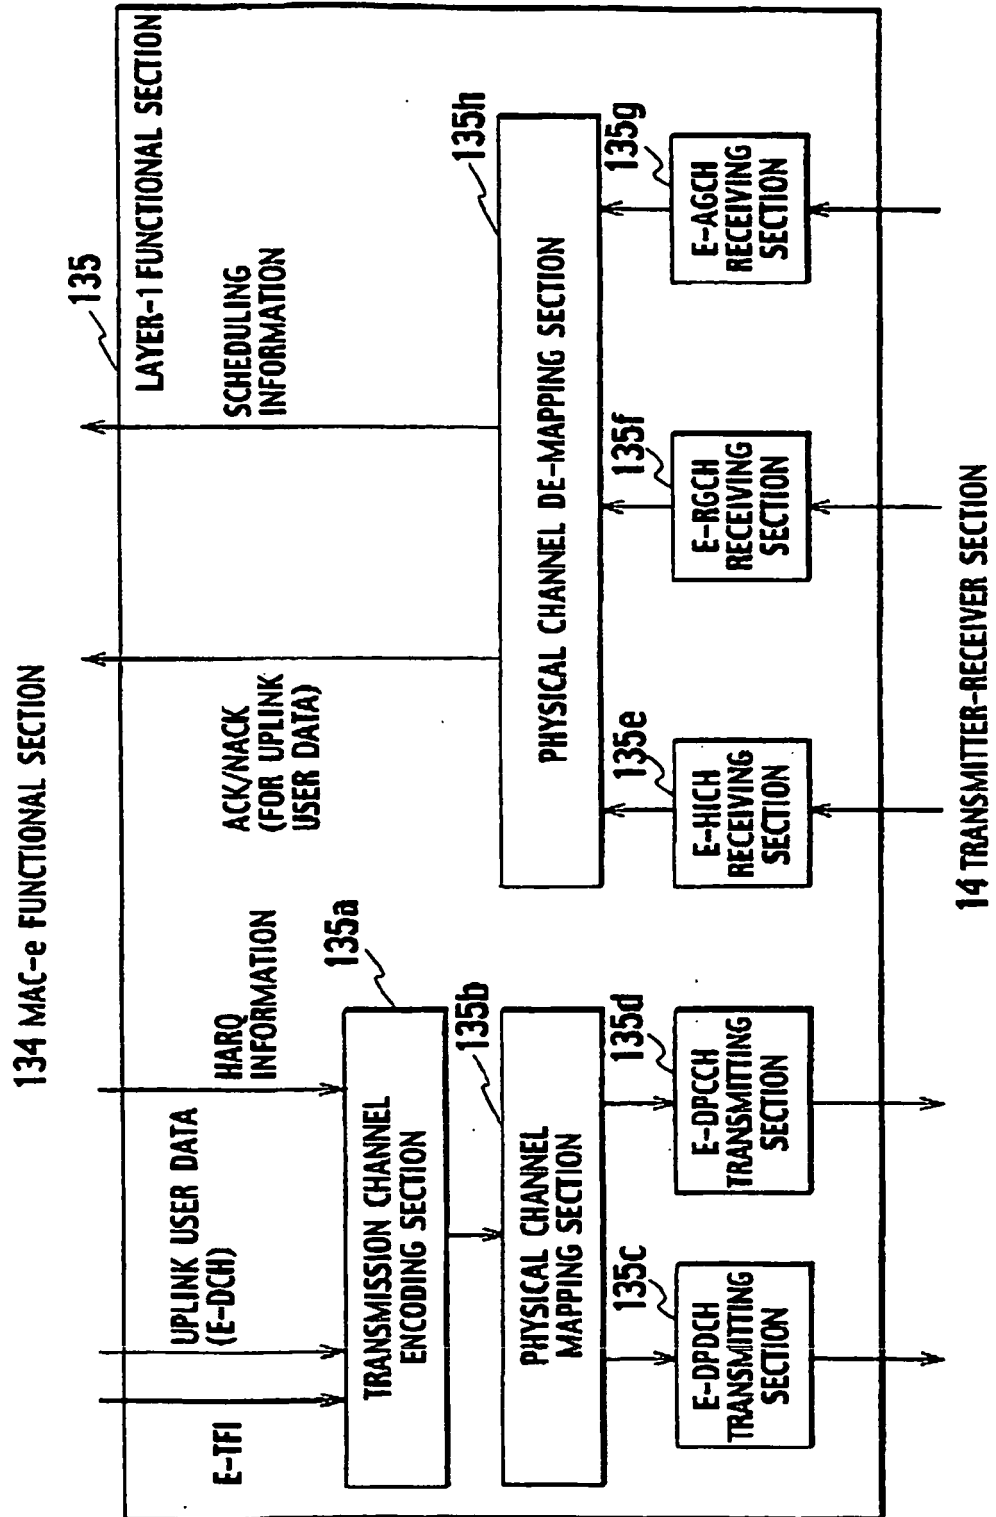 134 MAC-e FUNCTIONAL SECTION
135
LAYER-1 FUNCTIONAL SECTION
E-TFI
UPLINK USER DATA
(E-DCH)
HARQ
INFORMATION
ACK/NACK
(FOR UPLINK
USER DATA)
SCHEDULING
INFORMATION
135a
TRANSMISSION CHANNEL
ENCODING SECTION
135b
PHYSICAL CHANNEL
MAPPING SECTION
135h
PHYSICAL CHANNEL DE-MAPPING SECTION
135c
E-DPDCH
TRANSMITTING
SECTION
135d
E-DPCCH
TRANSMITTING
SECTION
135e
E-HICH
RECEIVING
SECTION
135f
E-RGCH
RECEIVING
SECTION
135g
E-AGCH
RECEIVING
SECTION
14 TRANSMITTER-RECEIVER SECTION